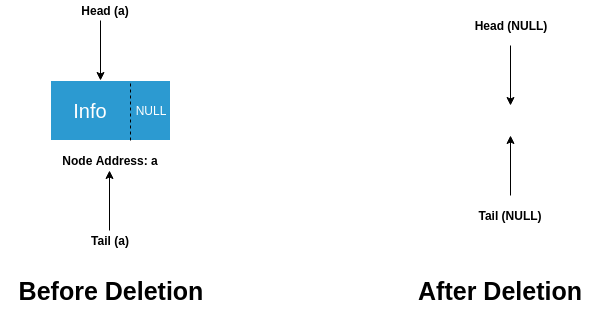 Head (a)
Info
NULL
Node Address: a
Tail (a)
Before Deletion
Head (NULL)
Tail (NULL)
After Deletion